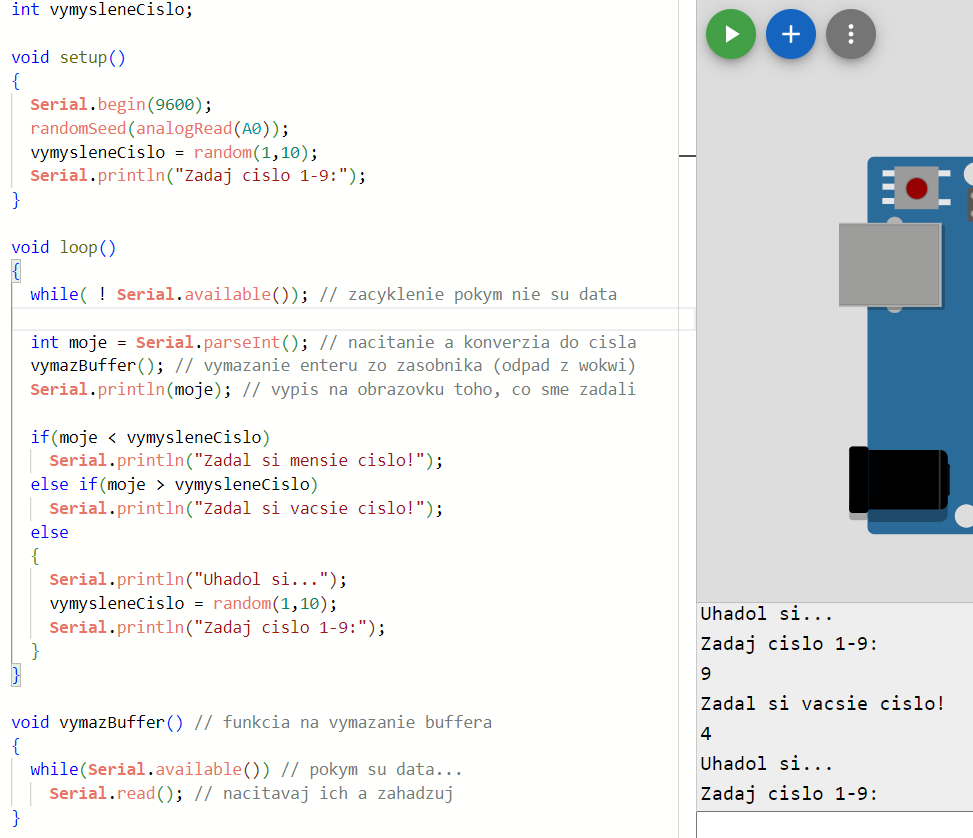 int vymysleneCislo;
void setup()
{
  Serial.begin(9600);
  randomSeed(analogRead(A0));
  vymysleneCislo = random(1,10);
  Serial.println("Zadaj cislo 1-9:");
}
void loop()
{
  while( ! Serial.available()); // zacyklenie pokym nie su data
  int moje = Serial.parseInt(); // nacitanie a konverzia do cisla
  vymazBuffer(); // vymazanie enteru zo zasobnika (odpad z wokwi)
  Serial.println(moje); // vypis na obrazovku toho, co sme zadali
  if(moje < vymysleneCislo)
    Serial.println("Zadal si mensie cislo!");
  else if(moje > vymysleneCislo)
    Serial.println("Zadal si vacsie cislo!");
  else
  {
    Serial.println("Uhadol si...");
    vymysleneCislo = random(1,10);
    Serial.println("Zadaj cislo 1-9:");
  }
}
void vymazBuffer() // funkcia na vymazanie buffera
{
  while(Serial.available()) // pokym su data...
    Serial.read(); // nacitavaj ich a zahadzuj
}
Uhadol si...
Zadaj cislo 1-9:
9
Zadal si vacsie cislo!
4
Uhadol si...
Zadaj cislo 1-9: